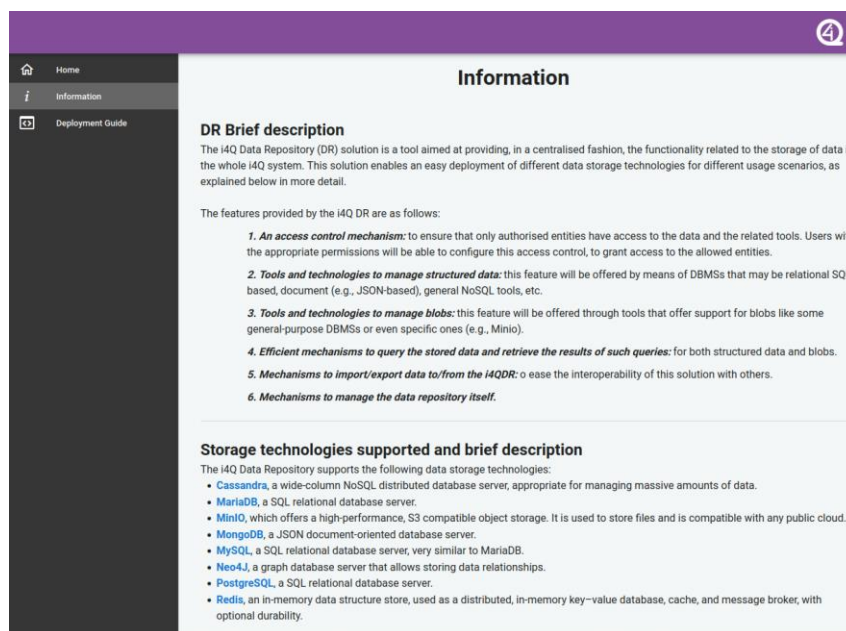 Home
Information
Deployment Guide
Information
DR Brief description
The i4Q Data Repository (DR) solution is a tool aimed at providing, in a centralised fashion, the functionality related to the storage of data
the whole i4Q system. This solution enables an easy deployment of different data storage technologies for different usage scenarios, as
explained below in more detail.
The features provided by the i4Q DR are as follows:
1. An access control mechanism: to ensure that only authorised entities have access to the data and the related tools. Users wi
the appropriate permissions will be able to configure this access control, to grant access to the allowed entities.
2. Tools and technologies to manage structured data: this feature will be offered by means of DBMSs that may be relational SQ
based, document (e.g., JSON-based), general NoSQL tools, etc.
3. Tools and technologies to manage blobs: this feature will be offered through tools that offer support for blobs like some
general-purpose DBMSs or even specific ones (e.g., Minio).
4. Efficient mechanisms to query the stored data and retrieve the results of such queries: for both structured data and blobs.
5. Mechanisms to import/export data to/from the i4QDR: o ease the interoperability of this solution with others.
6. Mechanisms to manage the data repository itself.
Storage technologies supported and brief description
The i4Q Data Repository supports the following data storage technologies:
• Cassandra, a wide-column NoSQL distributed database server, appropriate for managing massive amounts of data.
• MariaDB, a SQL relational database server.
• MinIO, which offers a high-performance, S3 compatible object storage. It is used to store files and is compatible with any public cloud.
• MongoDB, a JSON document-oriented database server.
• MySQL, a SQL relational database server, very similar to MariaDB.
• Neo4J, a graph database server that allows storing data relationships.
• PostgreSQL, a SQL relational database server.
• Redis, an in-memory data structure store, used as a distributed, in-memory key–value database, cache, and message broker, with
optional durability.